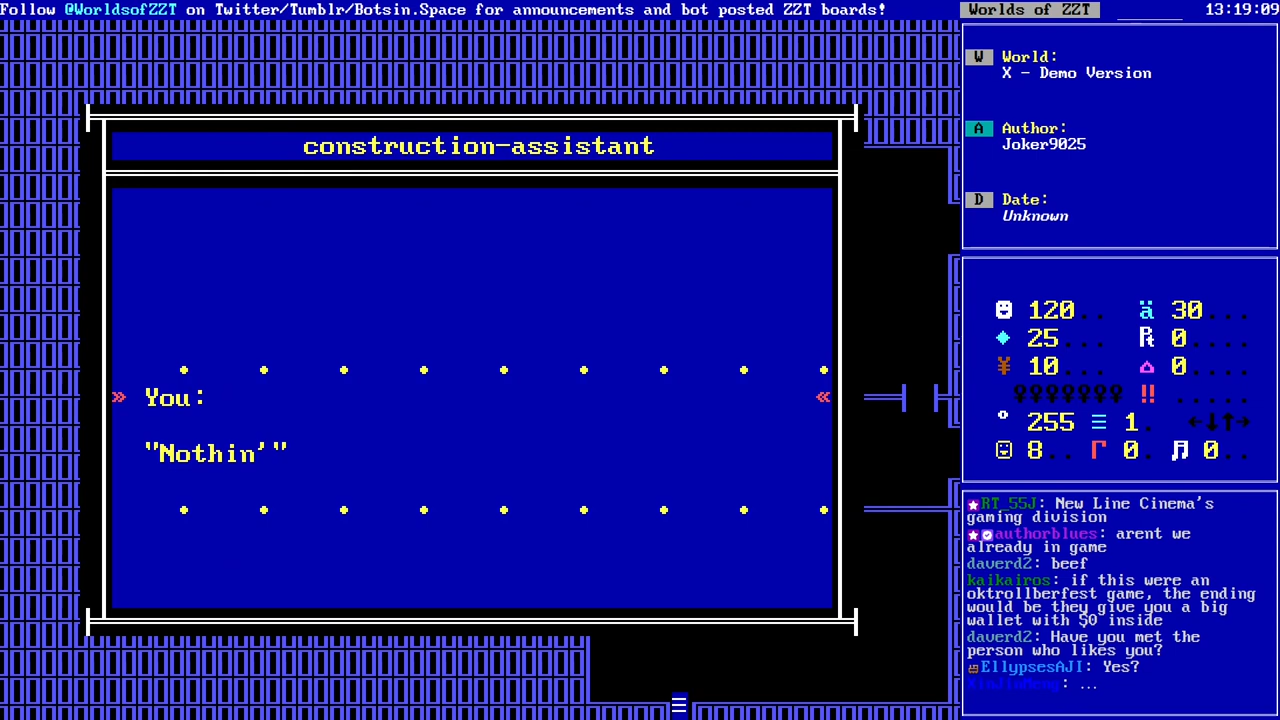 Follow @WorldsofZZT on Twitter/Tumblr/Botsin.Space for announcements and bot posted ZZT boards!
Worlds of ZZT
13:19:09
construction-assistant
You:
"Nothin'"
W World:
X - Demo Version
A Author:
Joker9025
D Date:
Unknown
120 ä 30
25 0
¥ 10 0
‼
255 1 ←↓↑→
8 0 0
RT_55J: New Line Cinema's
gaming division
authorblues: arent we
already in game
daverd2: beef
kaikairos: if this were an
oktrollberfest game, the ending
would be they give you a big
wallet with $0 inside
daverd2: Have you met the
person who likes you?
EllypsesAJI: Yes?
: ...